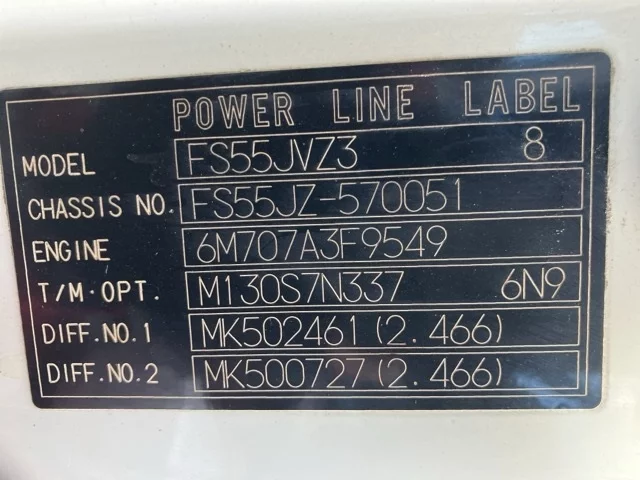 POWER LINE LABEL
MODEL FS55JVZ3 8
CHASSIS NO. FS55JZ-570051
ENGINE 6M707A3F9549
T/M·OPT. M130S7N337 6N9
DIFF.NO.1 MK502461(2.466)
DIFF.NO.2 MK500727(2.466)